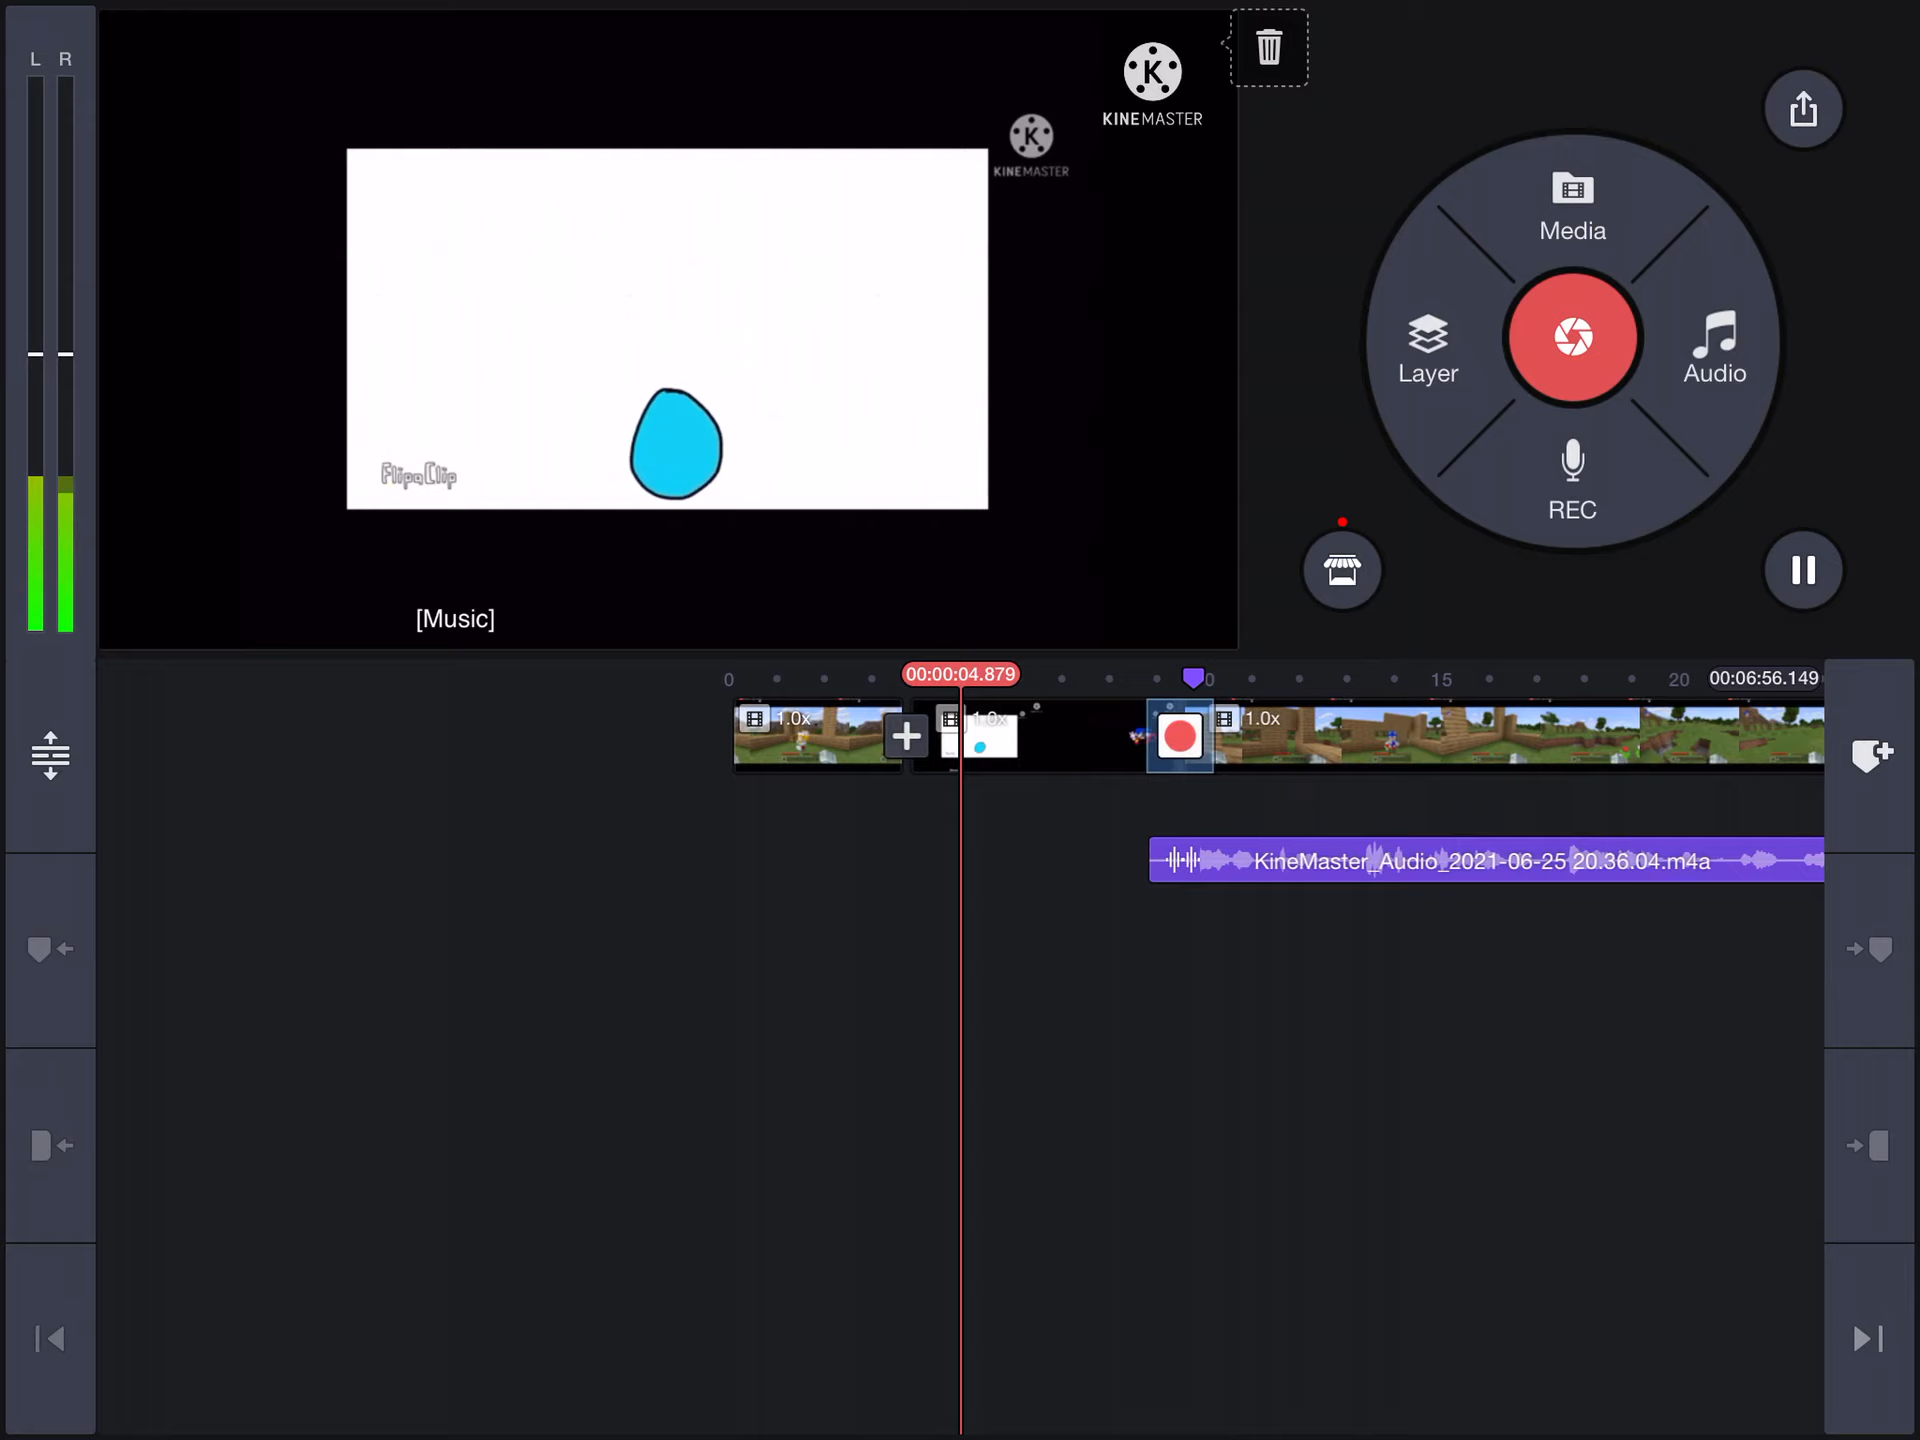 L R
KINEMASTER
KINEMASTER
FlipaClip
[Music]
Media
Layer
Audio
REC
0
00:00:04.879
0
15
20
00:06:56.149
1.0x
1.0x
1.0x
KineMaster_Audio_2021-06-25 20.36.04.m4a